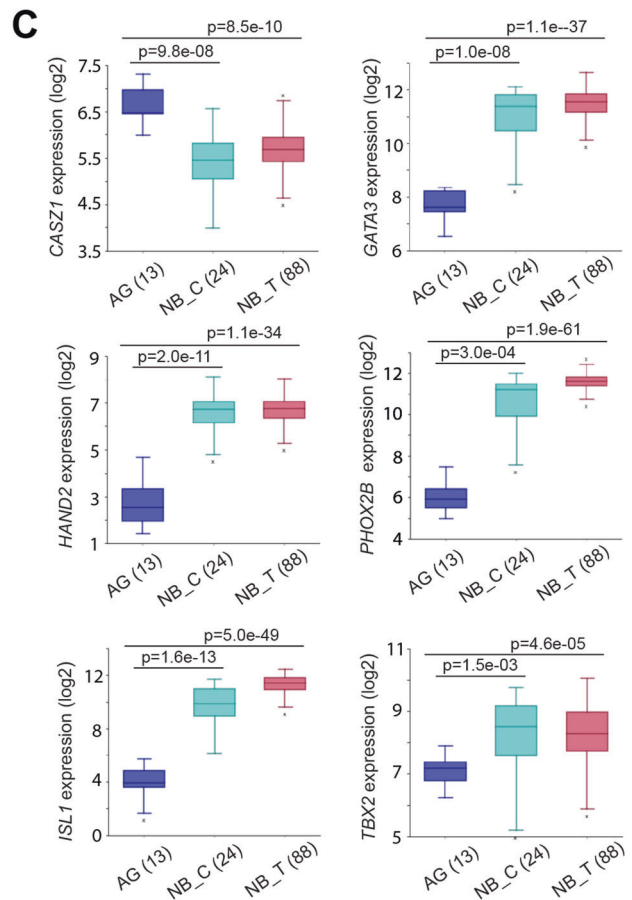 C
p=8.5e-10
p=9.8e-08
CASZ1 expression (log2)
7.5
6.5
5.5
4.5
3.5
AG (13)
NB_C (24)
NB_T (88)
p=1.1e--37
p=1.0e-08
GATA3 expression (log2)
12
10
8
6
AG (13)
NB_C (24)
NB_T (88)
p=1.1e-34
p=2.0e-11
HAND2 expression (log2)
9
7
5
3
1
AG (13)
NB_C (24)
NB_T (88)
p=1.9e-61
p=3.0e-04
PHOX2B expression (log2)
12
10
8
6
4
AG (13)
NB_C (24)
NB_T (88)
p=5.0e-49
p=1.6e-13
ISL1 expression (log2)
12
8
4
0
AG (13)
NB_C (24)
NB_T (88)
p=4.6e-05
p=1.5e-03
TBX2 expression (log2)
11
9
7
5
AG (13)
NB_C (24)
NB_T (88)